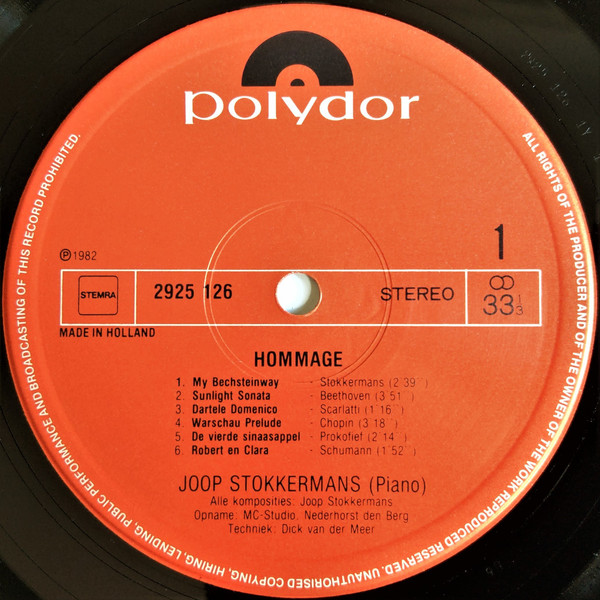 polydor
ALL RIGHTS OF THE PRODUCER AND OF THE OWNER OF THE WORK REPRODUCED RESERVED. UNAUTHORISED COPYING, HIRING, LENDING, PUBLIC PERFORMANCE AND BROADCASTING OF THIS RECORD PROHIBITED.
℗1982
1
STEMRA
2925 126
STEREO
33 1/3
MADE IN HOLLAND
HOMMAGE
1. My Bechsteinway - Stokkermans (2'39'')
2. Sunlight Sonata - Beethoven (3'51'')
3. Dartele Domenico - Scarlatti (1'16'')
4. Warschau Prelude - Chopin (3'18'')
5. De vierde sinaasappel - Prokofief (2'14'')
6. Robert en Clara - Schumann (1'52'')
JOOP STOKKERMANS (Piano)
Alle komposities: Joop Stokkermans
Opname: MC-Studio, Nederhorst den Berg
Techniek: Dick van der Meer